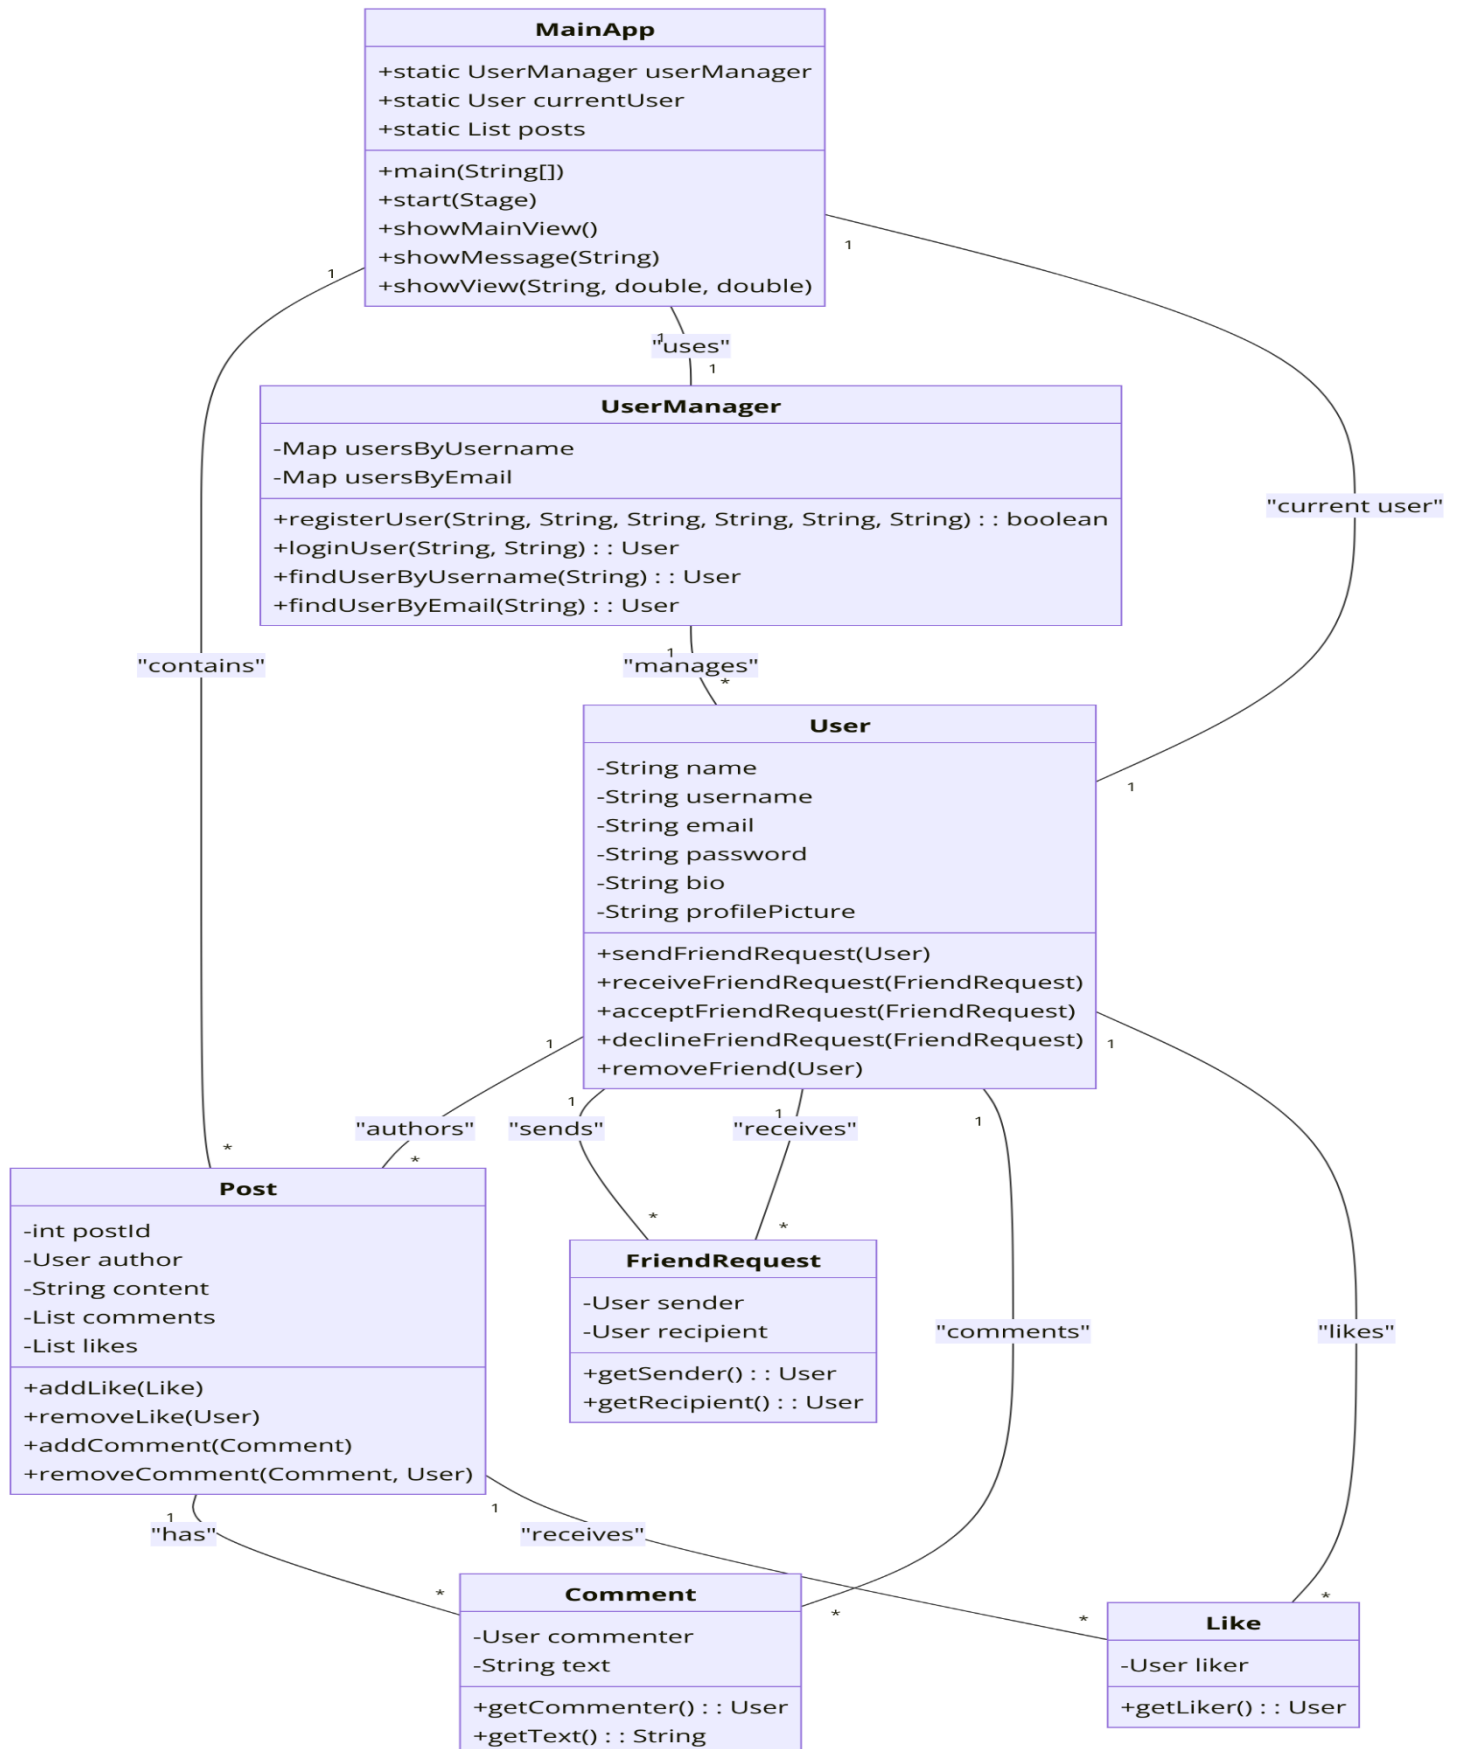 MainApp
+static UserManager userManager
+static User currentUser
+static List posts
+main(String[])
+start(Stage)
+showMainView()
+showMessage(String)
+showView(String, double, double)
1
1
1
"uses"
1
UserManager
-Map usersByUsername
-Map usersByEmail
+registerUser(String, String, String, String, String, String) : : boolean
+loginUser(String, String) : : User
+findUserByUsername(String) : : User
+findUserByEmail(String) : : User
"current user"
"contains"
1
"manages"
*
User
-String name
-String username
-String email
-String password
-String bio
-String profilePicture
+sendFriendRequest(User)
+receiveFriendRequest(FriendRequest)
+acceptFriendRequest(FriendRequest)
+declineFriendRequest(FriendRequest)
+removeFriend(User)
1
1
1
1
1
1
"authors"
"sends"
"receives"
*
*
*
*
Post
-int postId
-User author
-String content
-List comments
-List likes
+addLike(Like)
+removeLike(User)
+addComment(Comment)
+removeComment(Comment, User)
FriendRequest
-User sender
-User recipient
+getSender() : : User
+getRecipient() : : User
"comments"
"likes"
1
"has"
1
"receives"
*
*
*
*
Comment
-User commenter
-String text
+getCommenter() : : User
+getText() : : String
Like
-User liker
+getLiker() : : User